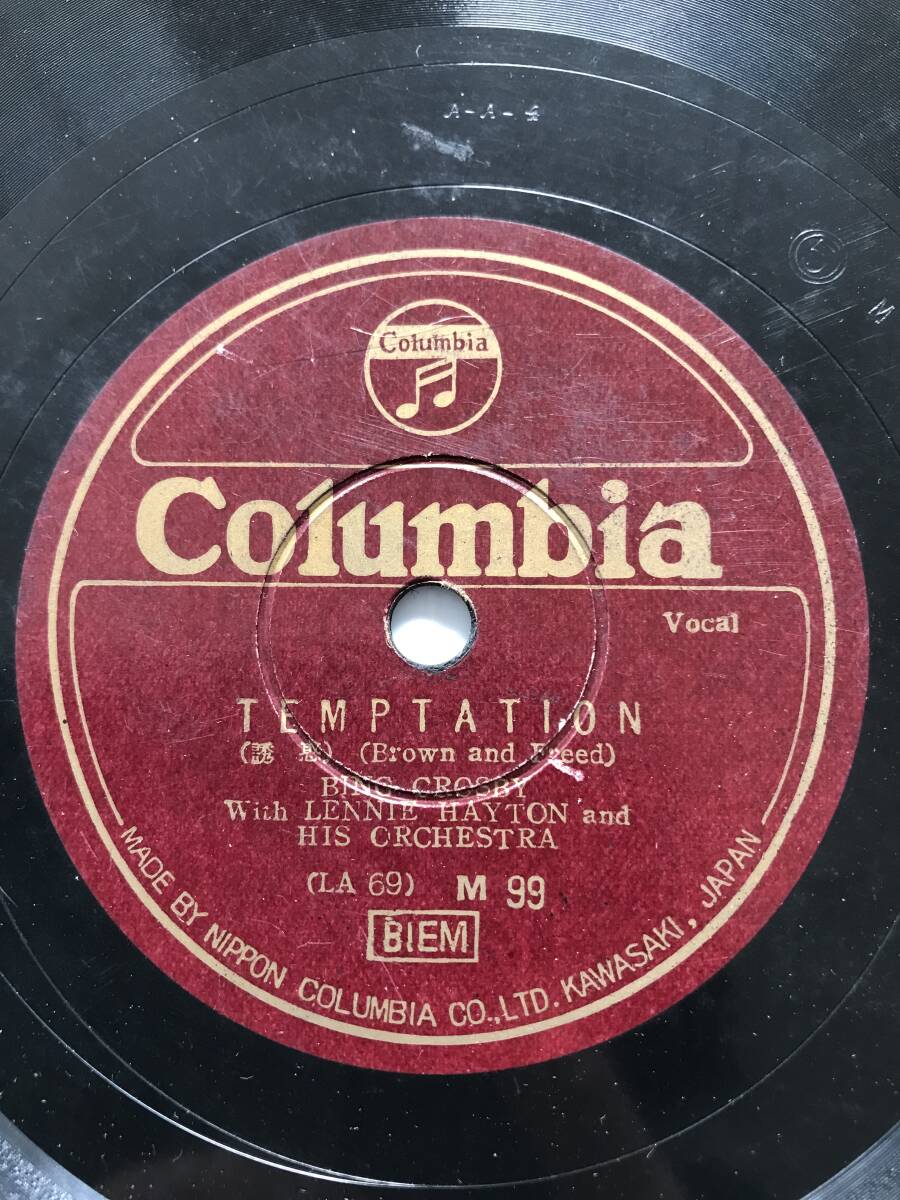 A-A-4
M
Columbia
Columbia
Vocal
TEMPTATION
(誘惑) (Brown and Freed)
BING CROSBY
With LENNIE HAYTON and
HIS ORCHESTRA
(LA 69) M 99
BIEM
MADE BY NIPPON COLUMBIA CO.,LTD. KAWASAKI, JAPAN